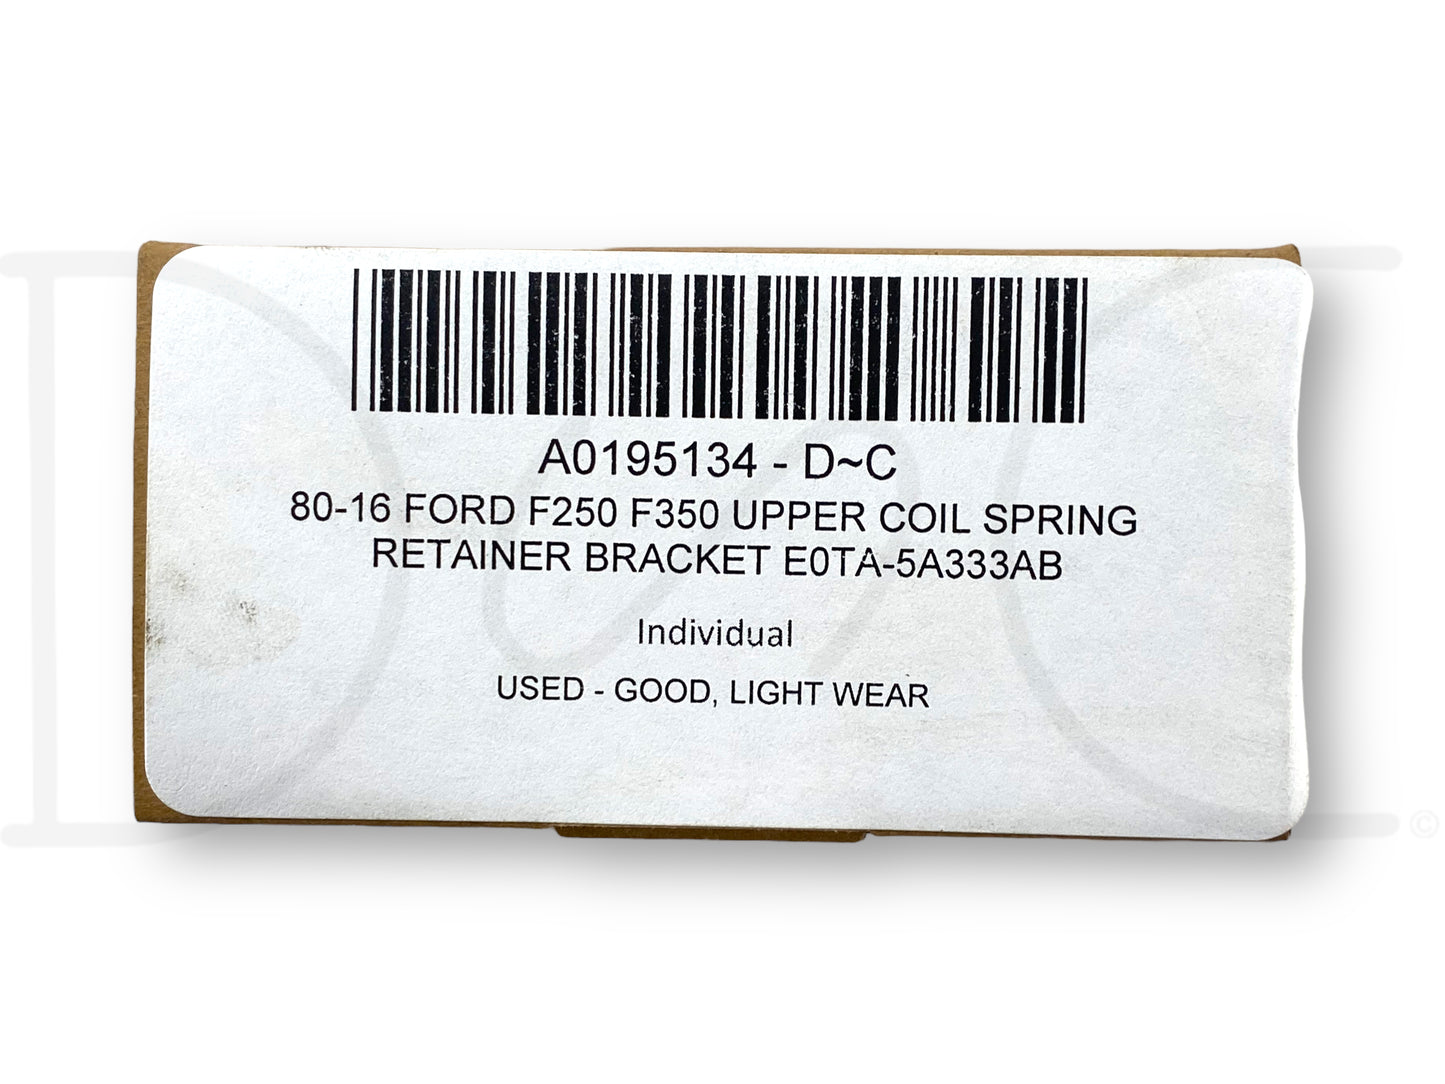 A0195134 - D~C
80-16 FORD F250 F350 UPPER COIL SPRING
RETAINER BRACKET E0TA-5A333AB
Individual
USED - GOOD, LIGHT WEAR